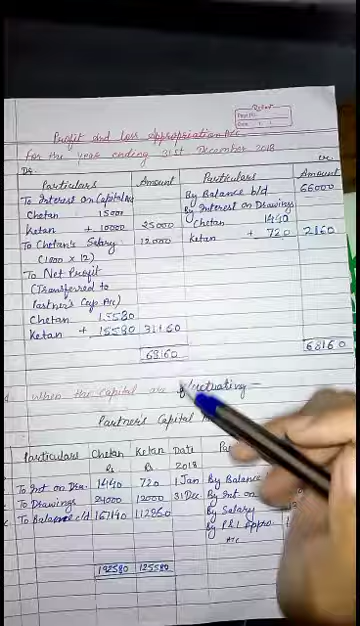 Profit and Loss Appropriation A/c
For the year ending 31st December 2018
Dr. Cr.
Particulars Amount Particulars Amount
To Interest on Capital A/c By Balance b/d 66000
Chetan 15000 By Interest on Drawings
Ketan + 10000 25000 Chetan 1440
To Chetan's Salary 12000 Ketan + 720 2160
(1000 x 12)
To Net Profit
(Transferred to
Partner's Cap A/c)
Chetan 15580
Ketan + 15580 31160
68160 68160
When the Capital are fluctuating
Partner's Capital
Particulars Chetan Ketan Date
Rs Rs 2018
To Int on Dra. 1440 720 1 Jan By Balance
To Drawings 24000 12000 31 Dec By Int on
To Balance c/d 167140 112860 By Salary
By P&L Appro.
A/c
192580 125580